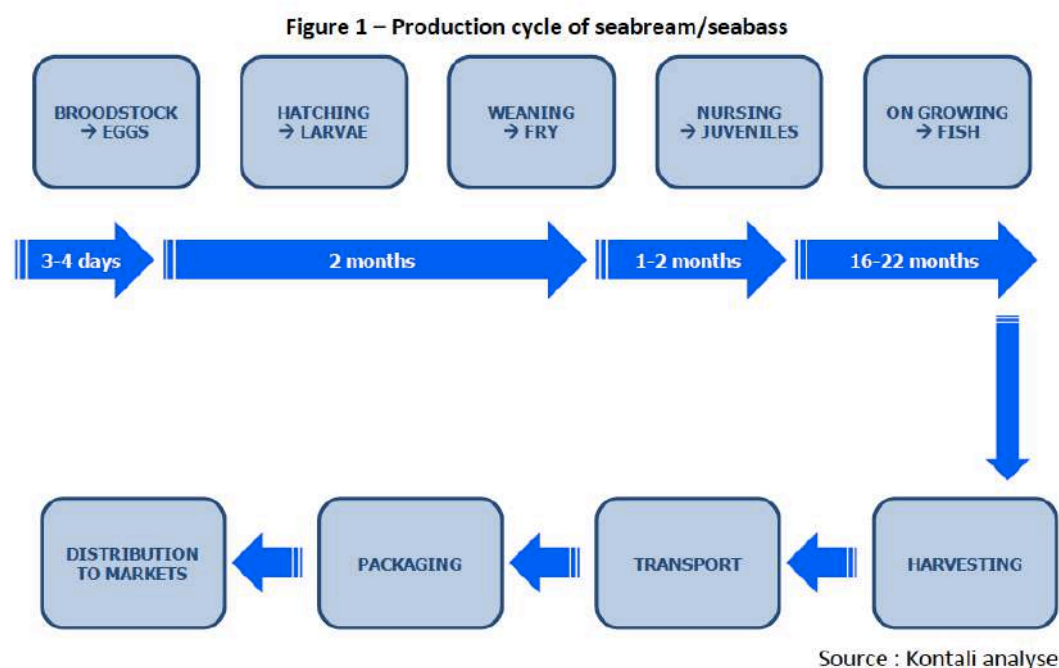 Figure 1 – Production cycle of seabream/seabass
BROODSTOCK
→ EGGS
HATCHING
→ LARVAE
WEANING
→ FRY
NURSING
→ JUVENILES
ON GROWING
→ FISH
3-4 days
2 months
1-2 months
16-22 months
DISTRIBUTION
TO MARKETS
PACKAGING
TRANSPORT
HARVESTING
Source : Kontali analyse